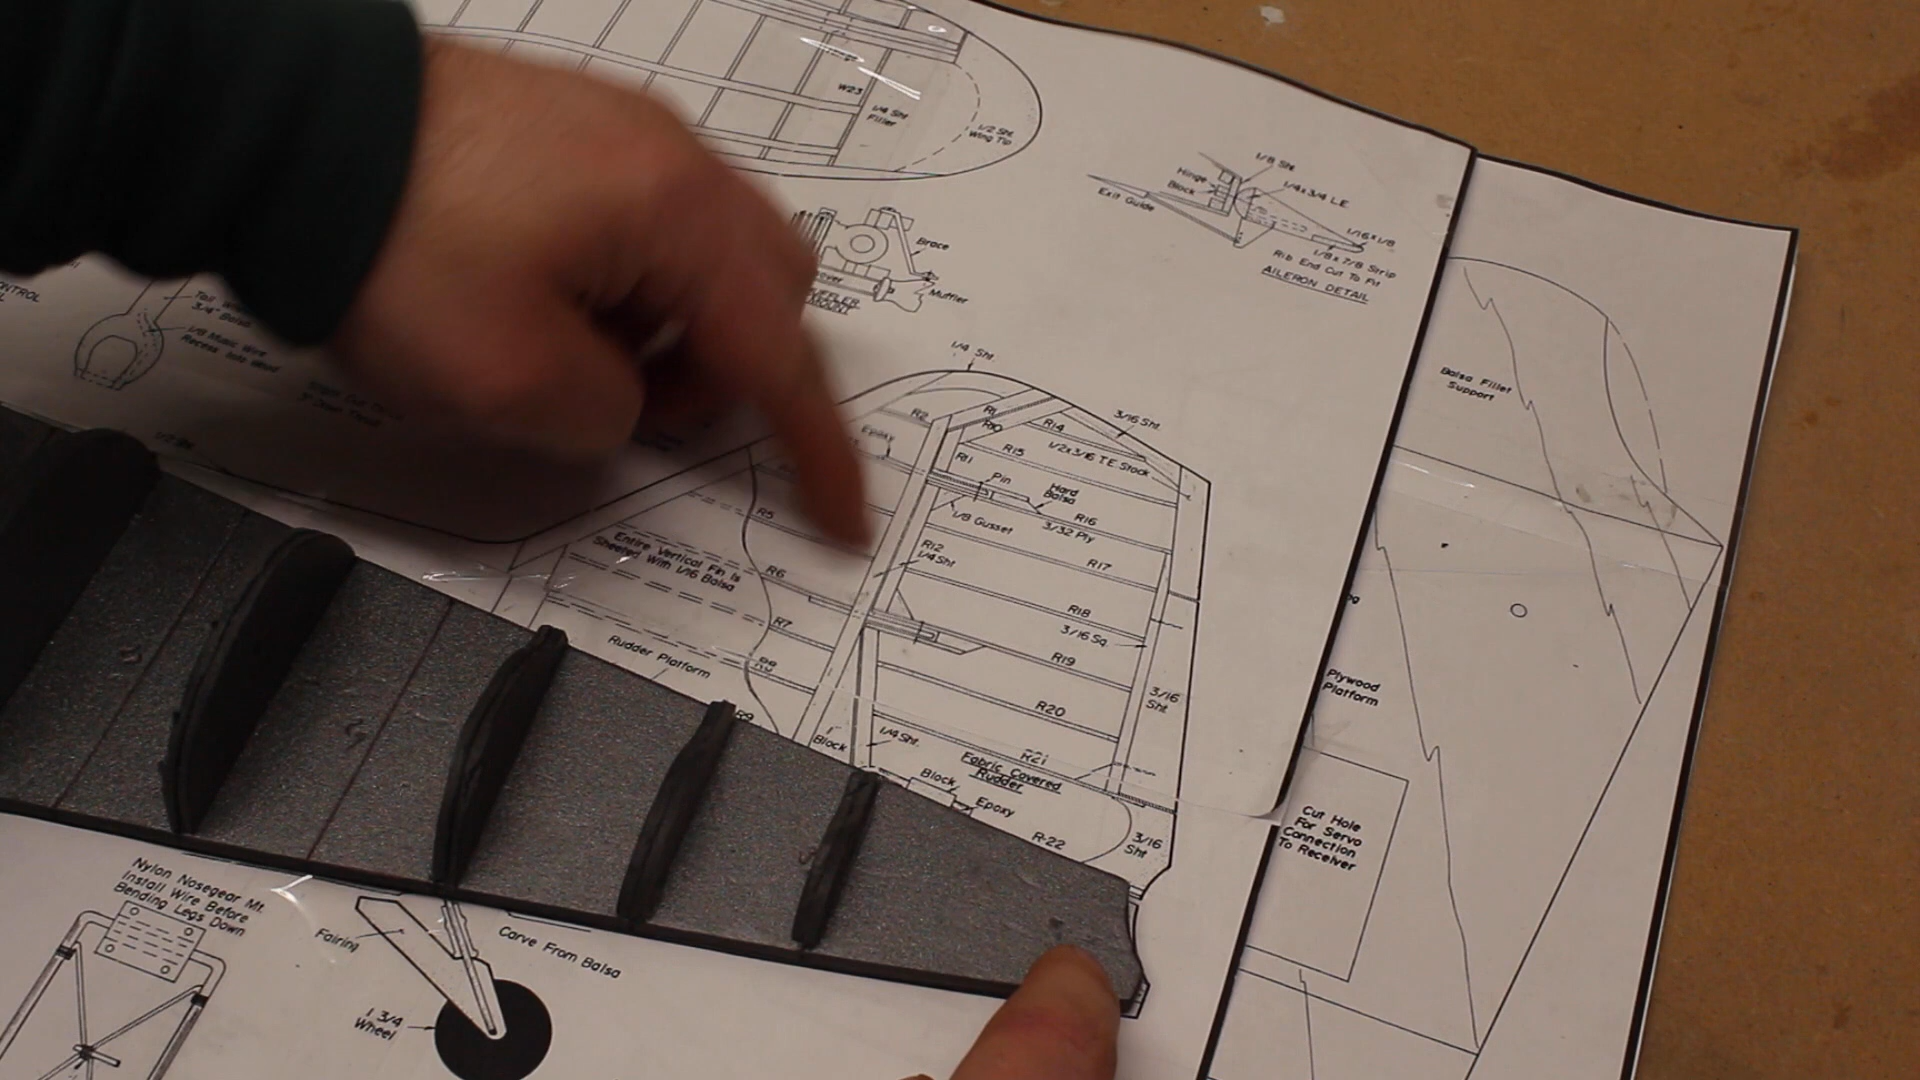 W23
1/4 Sht
Filler
1/2 Sht
Wing Tip
1/8 Sht
Hinge
Block
1/4 x 3/4 L.E.
Exit Guide
1/16 x 1/8
1/8 x 7/8 Strip
Rib End Cut To Fit
AILERON DETAIL
Brace
Muffler
MOUNT
3/4" Balsa
1/8 Music Wire
Recess Into Wood
1/4 Sht
3/16 Sht.
R1
R2
R10
R14
1/2x3/16 T.E. Stock
Epoxy
R11
R15
Pin
Hard
Balsa
R5
1/8 Gusset
R16
3/32 Ply
Entire Vertical Fin Is
Sheeted With 1/16 Balsa
R12
1/4 Sht
R17
R6
R18
3/16 Sq
R7
R19
Rudder Platform
R20
3/16
Sht
R9
Block
1/4 Sht.
R21
Fabric Covered
Rudder
Block
Epoxy
R-22
3/16
Sht
Balsa Fillet
Support
Plywood
Platform
Cut Hole
For Servo
Connection
To Receiver
Nylon Nosegear Mt.
Install Wire Before
Bending Legs Down
Fairing
Carve From Balsa
1 3/4
Wheel